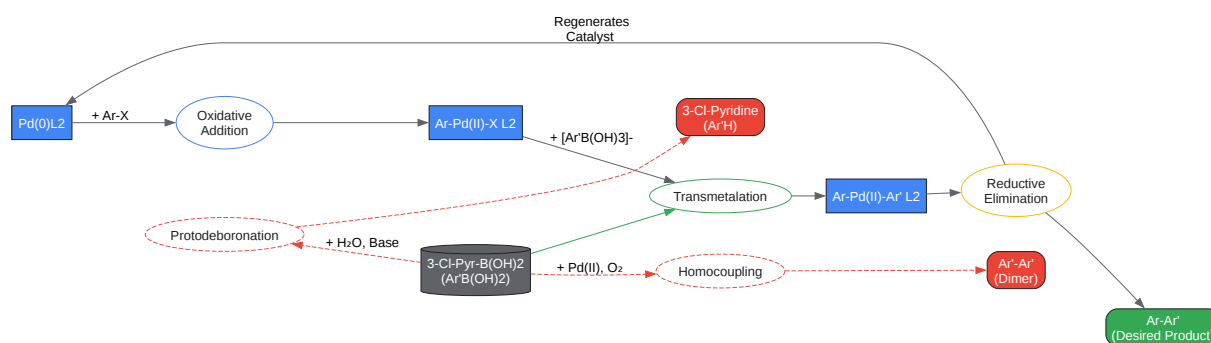 Regenerates
Catalyst
Pd(0)L2
+ Ar-X
Oxidative
Addition
Ar-Pd(II)-X L2
3-Cl-Pyridine
(Ar'H)
+ [Ar'B(OH)3]-
Transmetalation
Ar-Pd(II)-Ar' L2
Reductive
Elimination
Protodeboronation
+ H₂O, Base
3-Cl-Pyr-B(OH)2
(Ar'B(OH)2)
+ Pd(II), O₂
Homocoupling
Ar'-Ar'
(Dimer)
Ar-Ar'
(Desired Product)